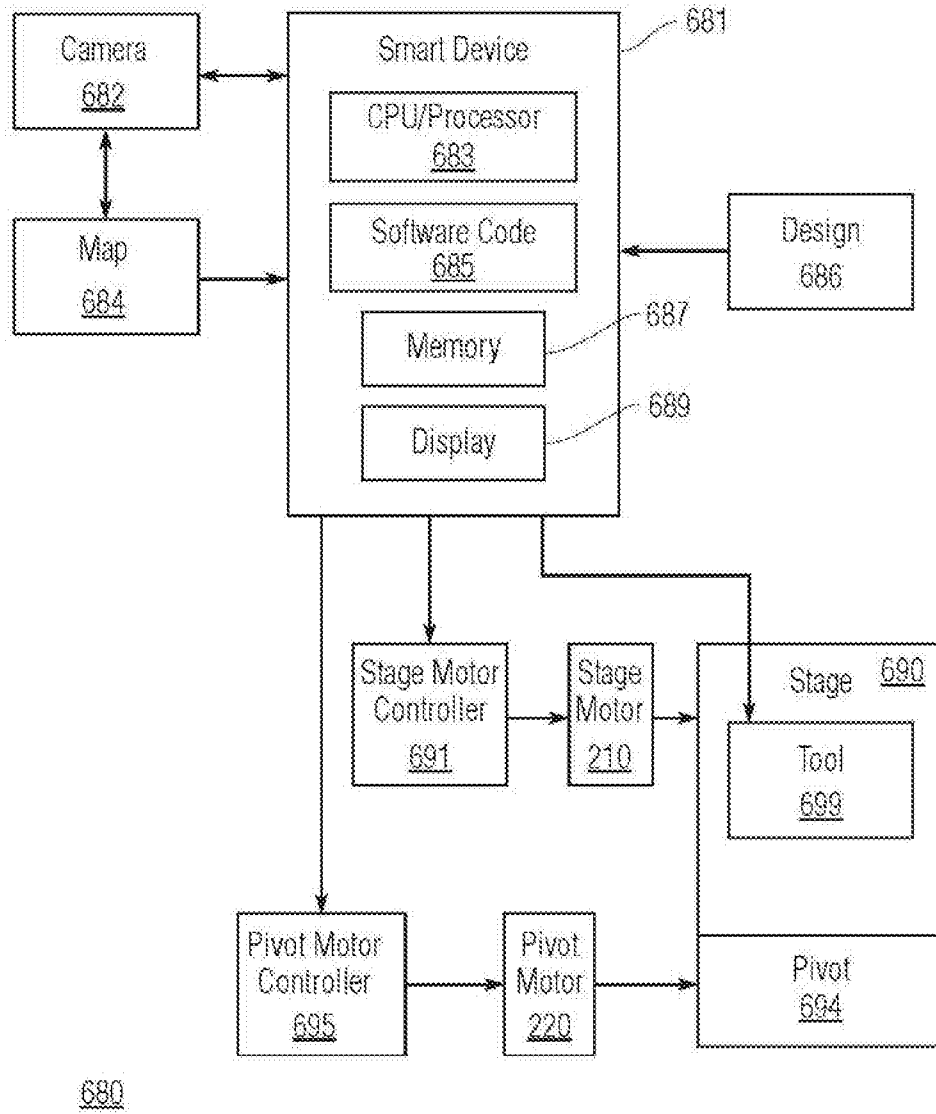 Camera
682
Smart Device
681
CPU/Processor
683
Software Code
685
Map
684
Design
686
Memory
687
Display
689
Stage Motor
Controller
691
Stage
Motor
210
Stage
690
Tool
699
Pivot Motor
Controller
695
Pivot
Motor
220
Pivot
694
680